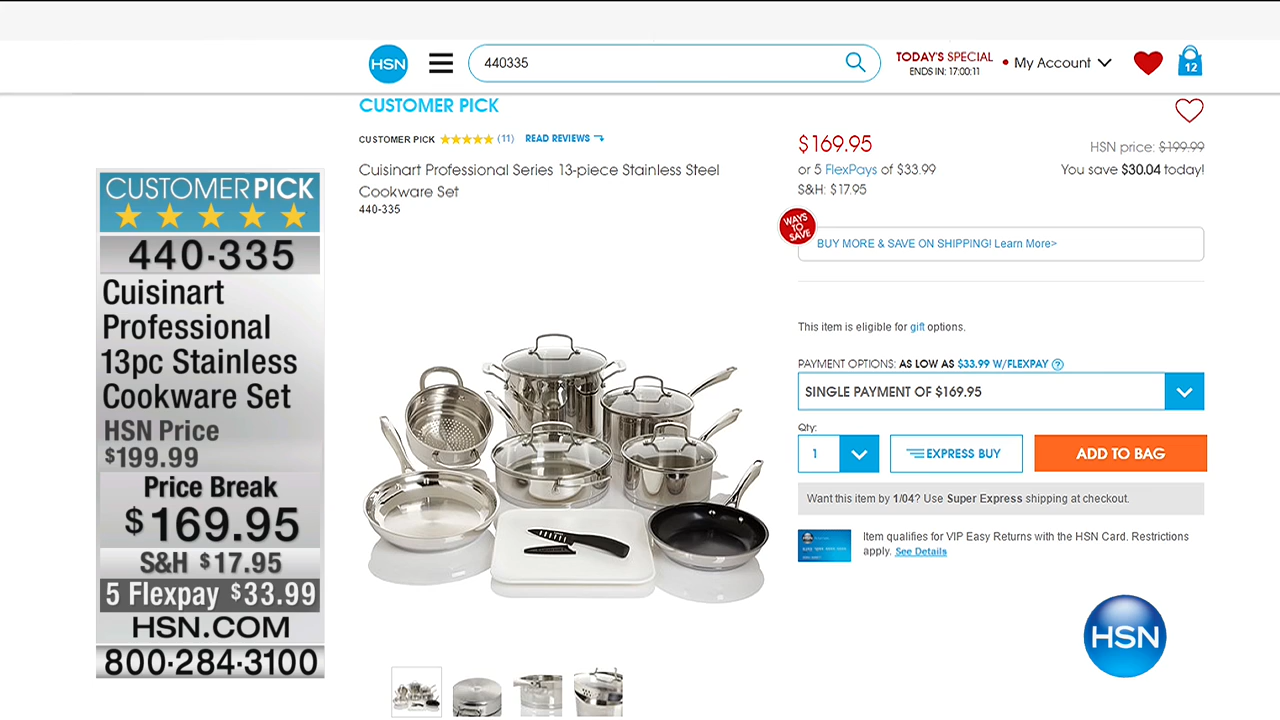 HSN
440335
TODAY'S SPECIAL
ENDS IN: 17:00:11
My Account
12
CUSTOMER PICK
CUSTOMER PICK (11) READ REVIEWS
Cuisinart Professional Series 13-piece Stainless Steel
Cookware Set
440-335
$169.95
HSN price: $199.99
or 5 FlexPays of $33.99
You save $30.04 today!
S&H: $17.95
WAYS
TO
SAVE
BUY MORE & SAVE ON SHIPPING! Learn More>
This item is eligible for gift options.
PAYMENT OPTIONS: AS LOW AS $33.99 W/FLEXPAY ?
SINGLE PAYMENT OF $169.95
Qty:
1
EXPRESS BUY
ADD TO BAG
Want this item by 1/04? Use Super Express shipping at checkout.
Item qualifies for VIP Easy Returns with the HSN Card. Restrictions
apply. See Details
HSN
CUSTOMERPICK
440·335
Cuisinart
Professional
13pc Stainless
Cookware Set
HSN Price
$199.99
Price Break
$169.95
S&H $17.95
5 Flexpay $33.99
HSN.COM
800·284·3100